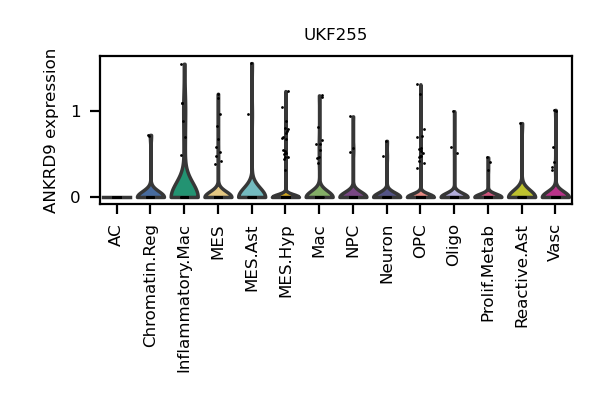 UKF255
ANKRD9 expression
1
0
AC
Chromatin.Reg
Inflammatory.Mac
MES
MES.Ast
MES.Hyp
Mac
NPC
Neuron
OPC
Oligo
Prolif.Metab
Reactive.Ast
Vasc